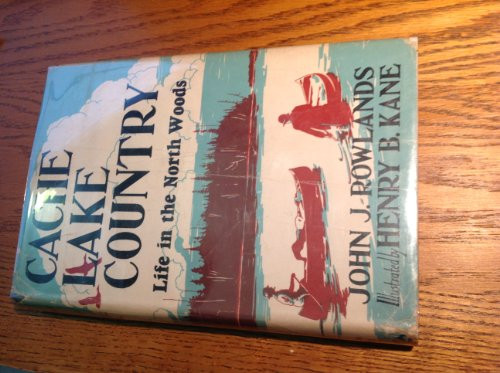 CACHE
LAKE
COUNTRY
Life in the North Woods
JOHN J. ROWLANDS
Illustrated by HENRY B. KANE